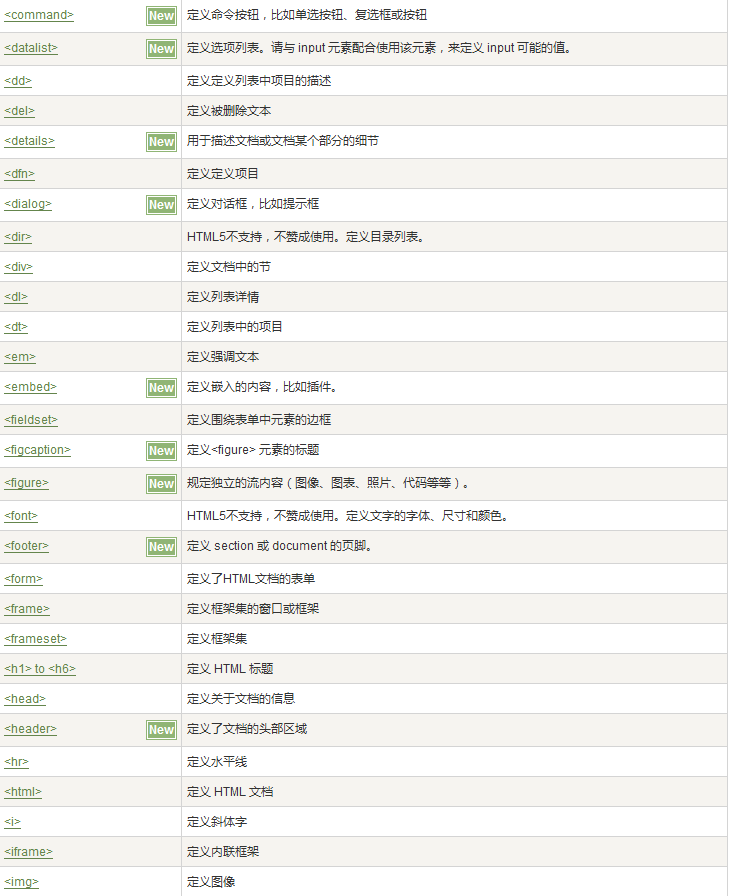 <command> New 定义命令按钮，比如单选按钮、复选框或按钮
<datalist> New 定义选项列表。请与 input 元素配合使用该元素，来定义 input 可能的值。
<dd> 定义定义列表中项目的描述
<del> 定义被删除文本
<details> New 用于描述文档或文档某个部分的细节
<dfn> 定义定义项目
<dialog> New 定义对话框，比如提示框
<dir> HTML5不支持，不赞成使用。定义目录列表。
<div> 定义文档中的节
<dl> 定义列表详情
<dt> 定义列表中的项目
<em> 定义强调文本
<embed> New 定义嵌入的内容，比如插件。
<fieldset> 定义围绕表单中元素的边框
<figcaption> New 定义<figure> 元素的标题
<figure> New 规定独立的流内容（图像、图表、照片、代码等等）。
<font> HTML5不支持，不赞成使用。定义文字的字体、尺寸和颜色。
<footer> New 定义 section 或 document 的页脚。
<form> 定义了HTML文档的表单
<frame> 定义框架集的窗口或框架
<frameset> 定义框架集
<h1> to <h6> 定义 HTML 标题
<head> 定义关于文档的信息
<header> New 定义了文档的头部区域
<hr> 定义水平线
<html> 定义 HTML 文档
<i> 定义斜体字
<iframe> 定义内联框架
<img> 定义图像